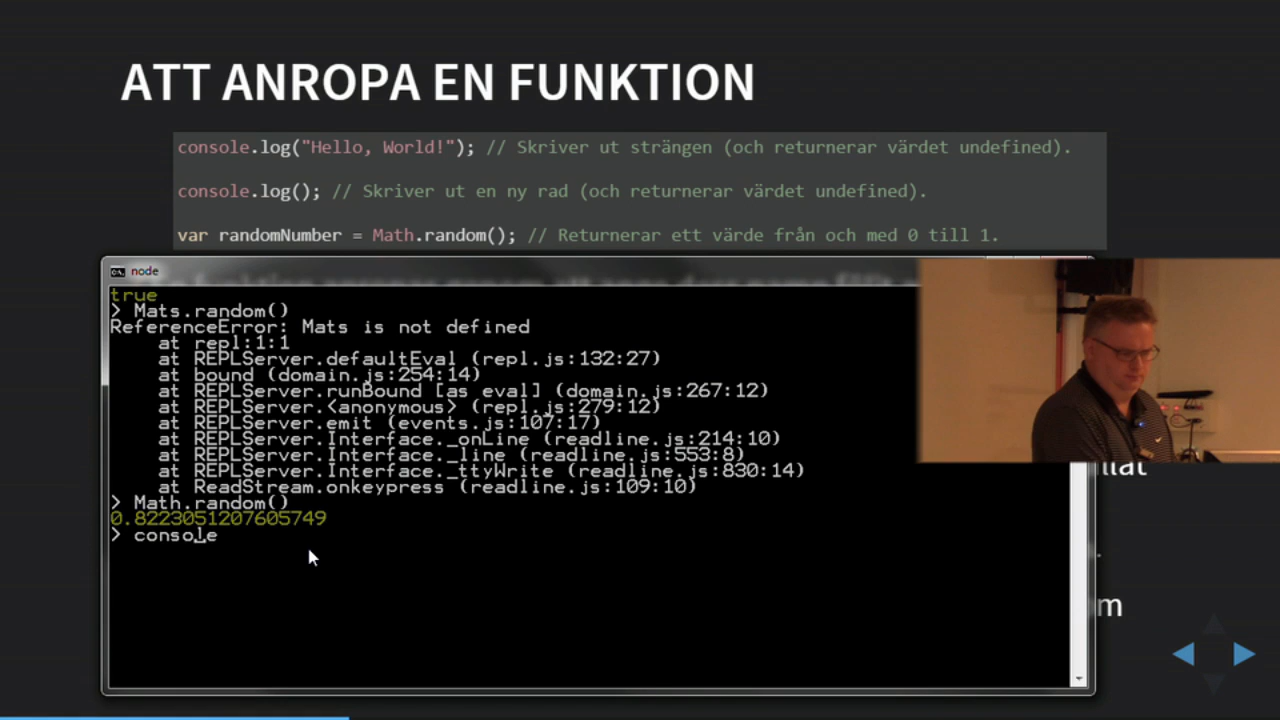 ATT ANROPA EN FUNKTION
console.log("Hello, World!"); // Skriver ut strängen (och returnerar värdet undefined).
console.log(); // Skriver ut en ny rad (och returnerar värdet undefined).
var randomNumber = Math.random(); // Returnerar ett värde från och med 0 till 1.
node
true
> Mats.random()
ReferenceError: Mats is not defined
    at repl:1:1
    at REPLServer.defaultEval (repl.js:132:27)
    at bound (domain.js:254:14)
    at REPLServer.runBound [as eval] (domain.js:267:12)
    at REPLServer.<anonymous> (repl.js:279:12)
    at REPLServer.emit (events.js:107:17)
    at REPLServer.Interface._onLine (readline.js:214:10)
    at REPLServer.Interface._line (readline.js:553:8)
    at REPLServer.Interface._ttyWrite (readline.js:830:14)
    at ReadStream.onkeypress (readline.js:109:10)
> Math.random()
0.8223051207605749
> console